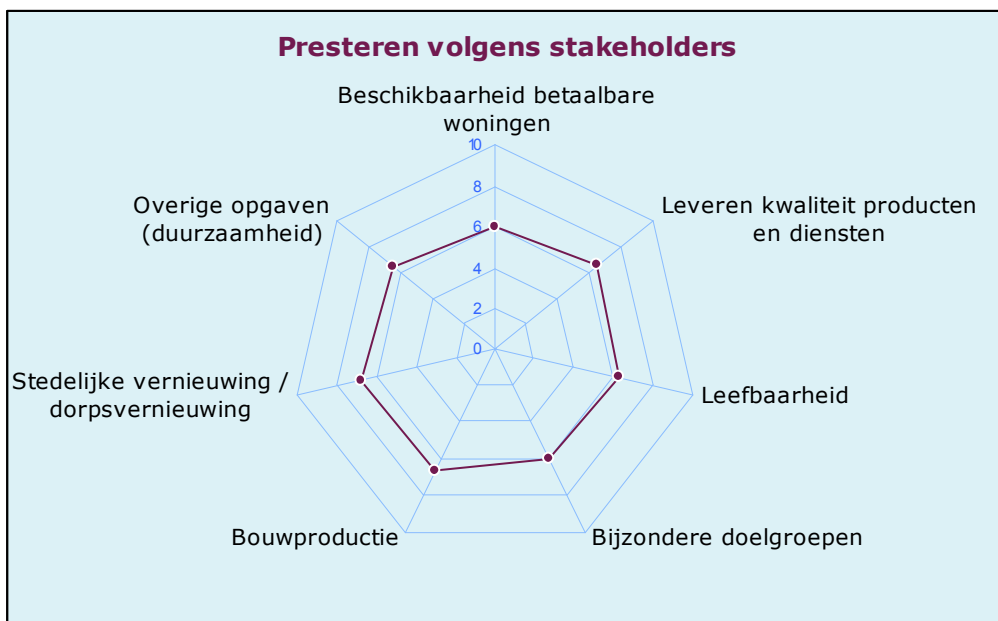 Presteren volgens stakeholders
Beschikbaarheid betaalbare
woningen
10
8
6
4
2
0
Leveren kwaliteit producten
en diensten
Leefbaarheid
Bijzondere doelgroepen
Bouwproductie
Stedelijke vernieuwing /
dorpsvernieuwing
Overige opgaven
(duurzaamheid)